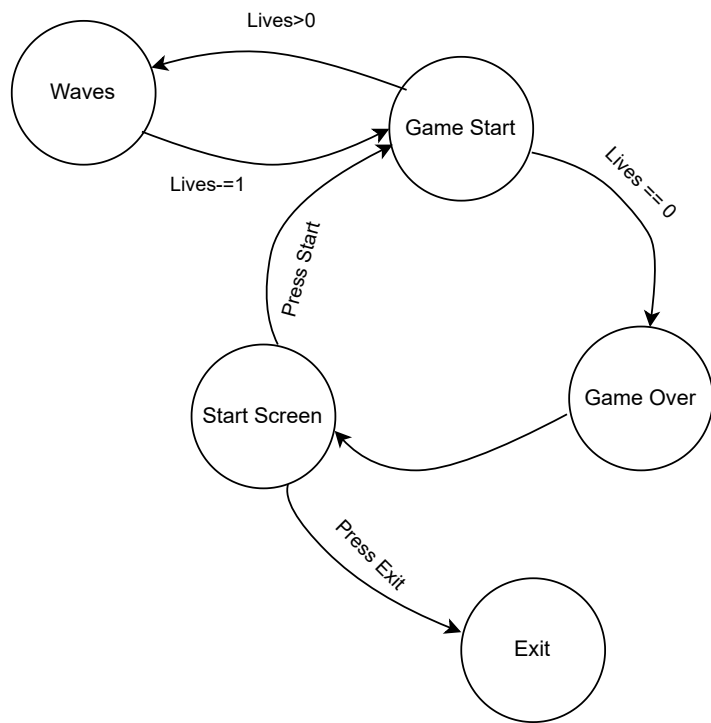 Lives>0
Waves
Game Start
Lives-=1
Lives == 0
Press Start
Game Over
Start Screen
Press Exit
Exit